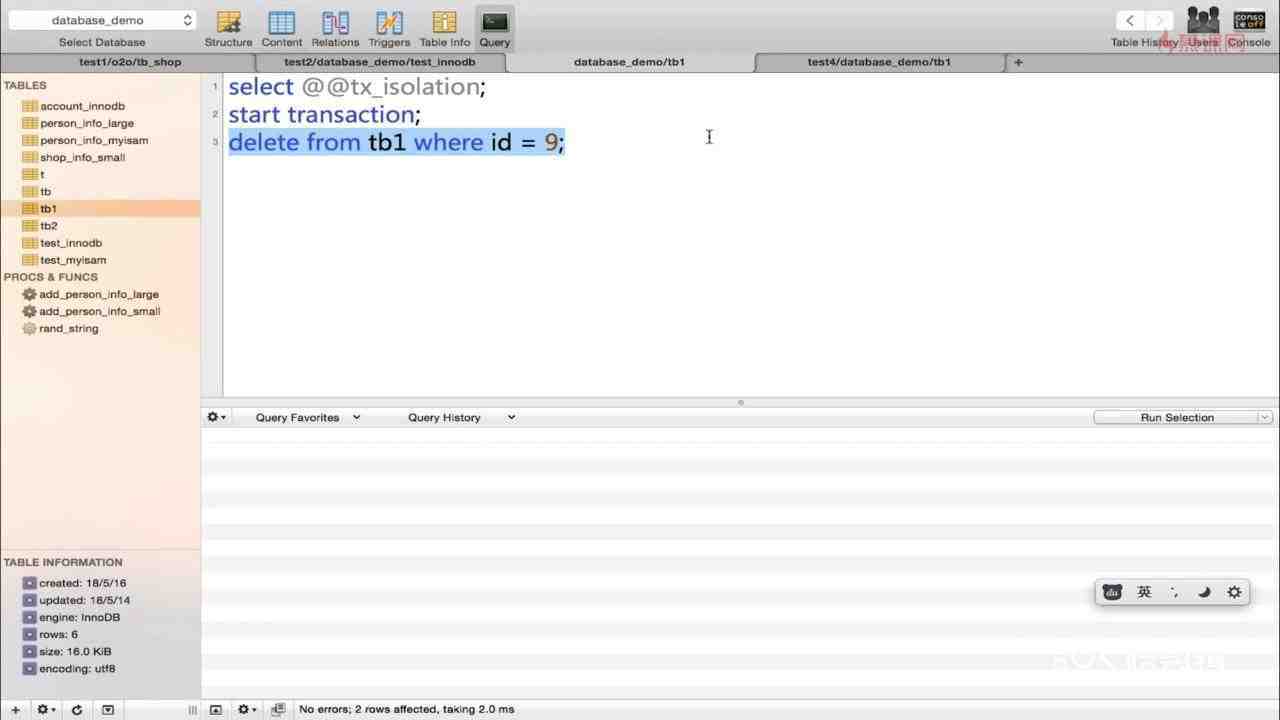 database_demo
Select Database
Structure
Content
Relations
Triggers
Table Info
Query
Table History
Users
Console
conso
le off
test1/o2o/tb_shop
test2/database_demo/test_innodb
database_demo/tb1
test4/database_demo/tb1
+
TABLES
account_innodb
person_info_large
person_info_myisam
shop_info_small
t
tb
tb1
tb2
test_innodb
test_myisam
PROCS & FUNCS
add_person_info_large
add_person_info_small
rand_string
1 select @@tx_isolation;
2 start transaction;
3 delete from tb1 where id = 9;
Query Favorites
Query History
Run Selection
TABLE INFORMATION
created: 18/5/16
updated: 18/5/14
engine: InnoDB
rows: 6
size: 16.0 KiB
encoding: utf8
du 英
No errors; 2 rows affected, taking 2.0 ms